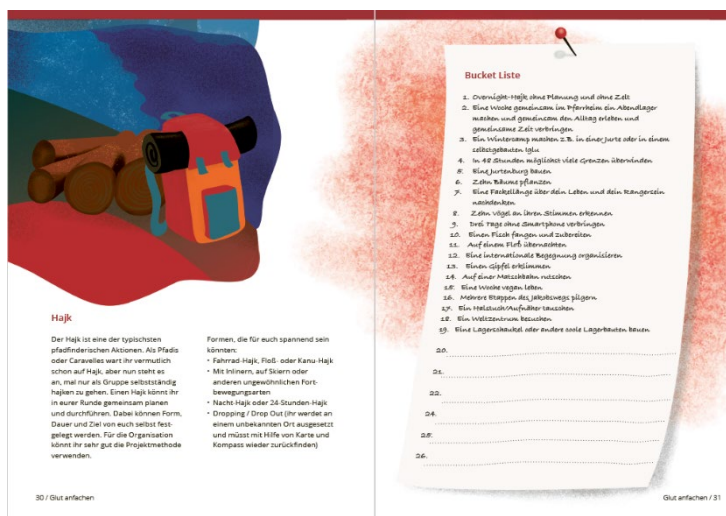 Hajk
Der Hajk ist eine der typischsten
pfadfinderischen Aktionen. Als Pfadis
oder Caravelles wart ihr vermutlich
schon auf Hajk, aber nun steht es
an, mal nur als Gruppe selbstständig
hajken zu gehen. Einen Hajk könnt ihr
in eurer Runde gemeinsam planen
und durchführen. Dabei können Form,
Dauer und Ziel von euch selbst fest-
gelegt werden. Für die Organisation
könnt ihr sehr gut die Projektmethode
verwenden.
Formen, die für euch spannend sein
könnten:
• Fahrrad-Hajk, Floß- oder Kanu-Hajk
• Mit Inlinern, auf Skiern oder
anderen ungewöhnlichen Fort-
bewegungsarten
• Nacht-Hajk oder 24-Stunden-Hajk
• Dropping / Drop Out (ihr werdet an
einem unbekannten Ort ausgesetzt
und müsst mit Hilfe von Karte und
Kompass wieder zurückfinden)
30 / Glut anfachen
Bucket Liste
1. Overnight-Hajk ohne Planung und ohne Zelt
2. Eine Woche gemeinsam im Pfarrheim ein Abendlager
machen und gemeinsam den Alltag erleben und
gemeinsame Zeit verbringen
3. Ein Wintercamp machen z.B. in einer Jurte oder in einem
selbstgebauten Iglu
4. In 48 Stunden möglichst viele Grenzen überwinden
5. Eine Jurtenburg bauen
6. Zehn Bäume pflanzen
7. Eine Fackellänge über dein Leben und dein Rangersein
nachdenken
8. Zehn Vögel an ihren Stimmen erkennen
9. Drei Tage ohne Smartphone verbringen
10. Einen Fisch fangen und zubereiten
11. Auf einem Floß übernachten
12. Eine internationale Begegnung organisieren
13. Einen Gipfel erklimmen
14. Auf einer Matschbahn rutschen
15. Eine Woche vegan leben
16. Mehrere Etappen des Jakobswegs pilgern
17. Ein Halstuch/Aufnäher tauschen
18. Ein Weltzentrum besuchen
19. Eine Lagerschaukel oder andere coole Lagerbauten bauen
20.
21.
22.
24.
25.
26.
Glut anfachen / 31